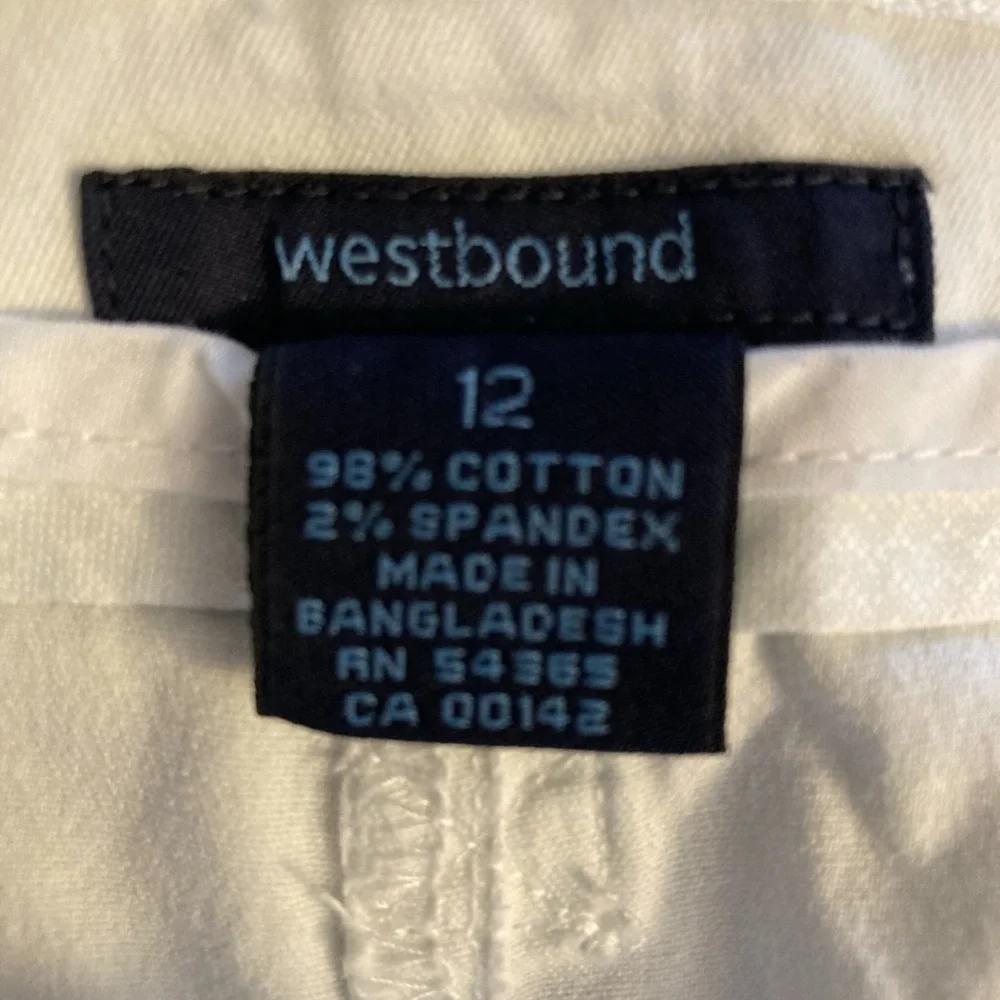 westbound
12
98% COTTON
2% SPANDEX
MADE IN
BANGLADESH
RN 54365
CA 00142